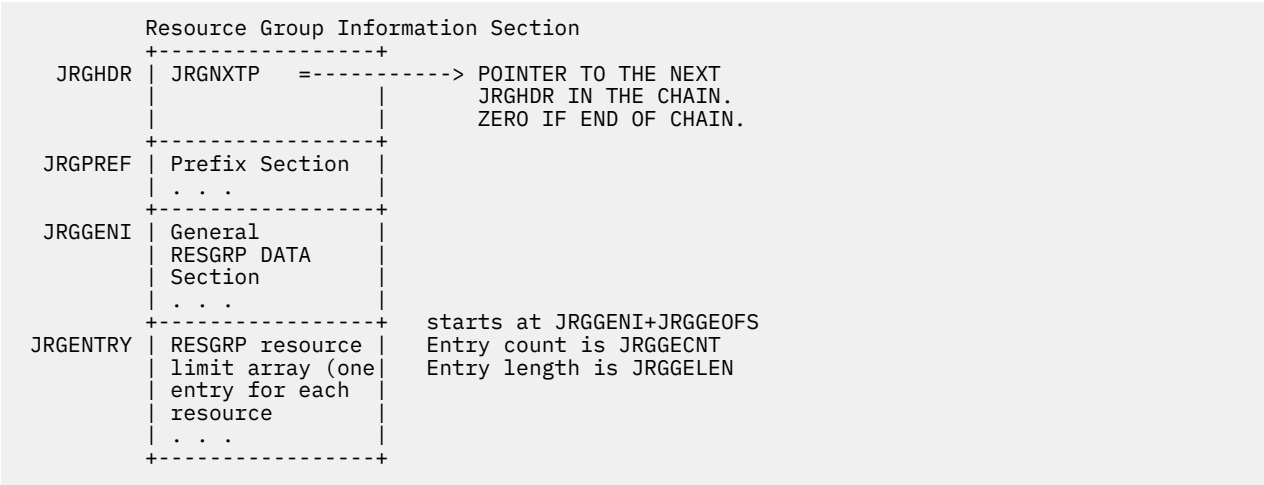 Resource Group Information Section
+-----------------+
JRGHDR | JRGNXTP =-----------> POINTER TO THE NEXT
| | JRGHDR IN THE CHAIN.
| | ZERO IF END OF CHAIN.
+-----------------+
JRGPREF | Prefix Section |
| . . . |
+-----------------+
JRGGENI | General |
| RESGRP DATA |
| Section |
| . . . |
+-----------------+ starts at JRGGENI+JRGGEOFS
JRGENTRY | RESGRP resource | Entry count is JRGGECNT
| limit array (one| Entry length is JRGGELEN
| entry for each |
| resource |
| . . . |
+-----------------+